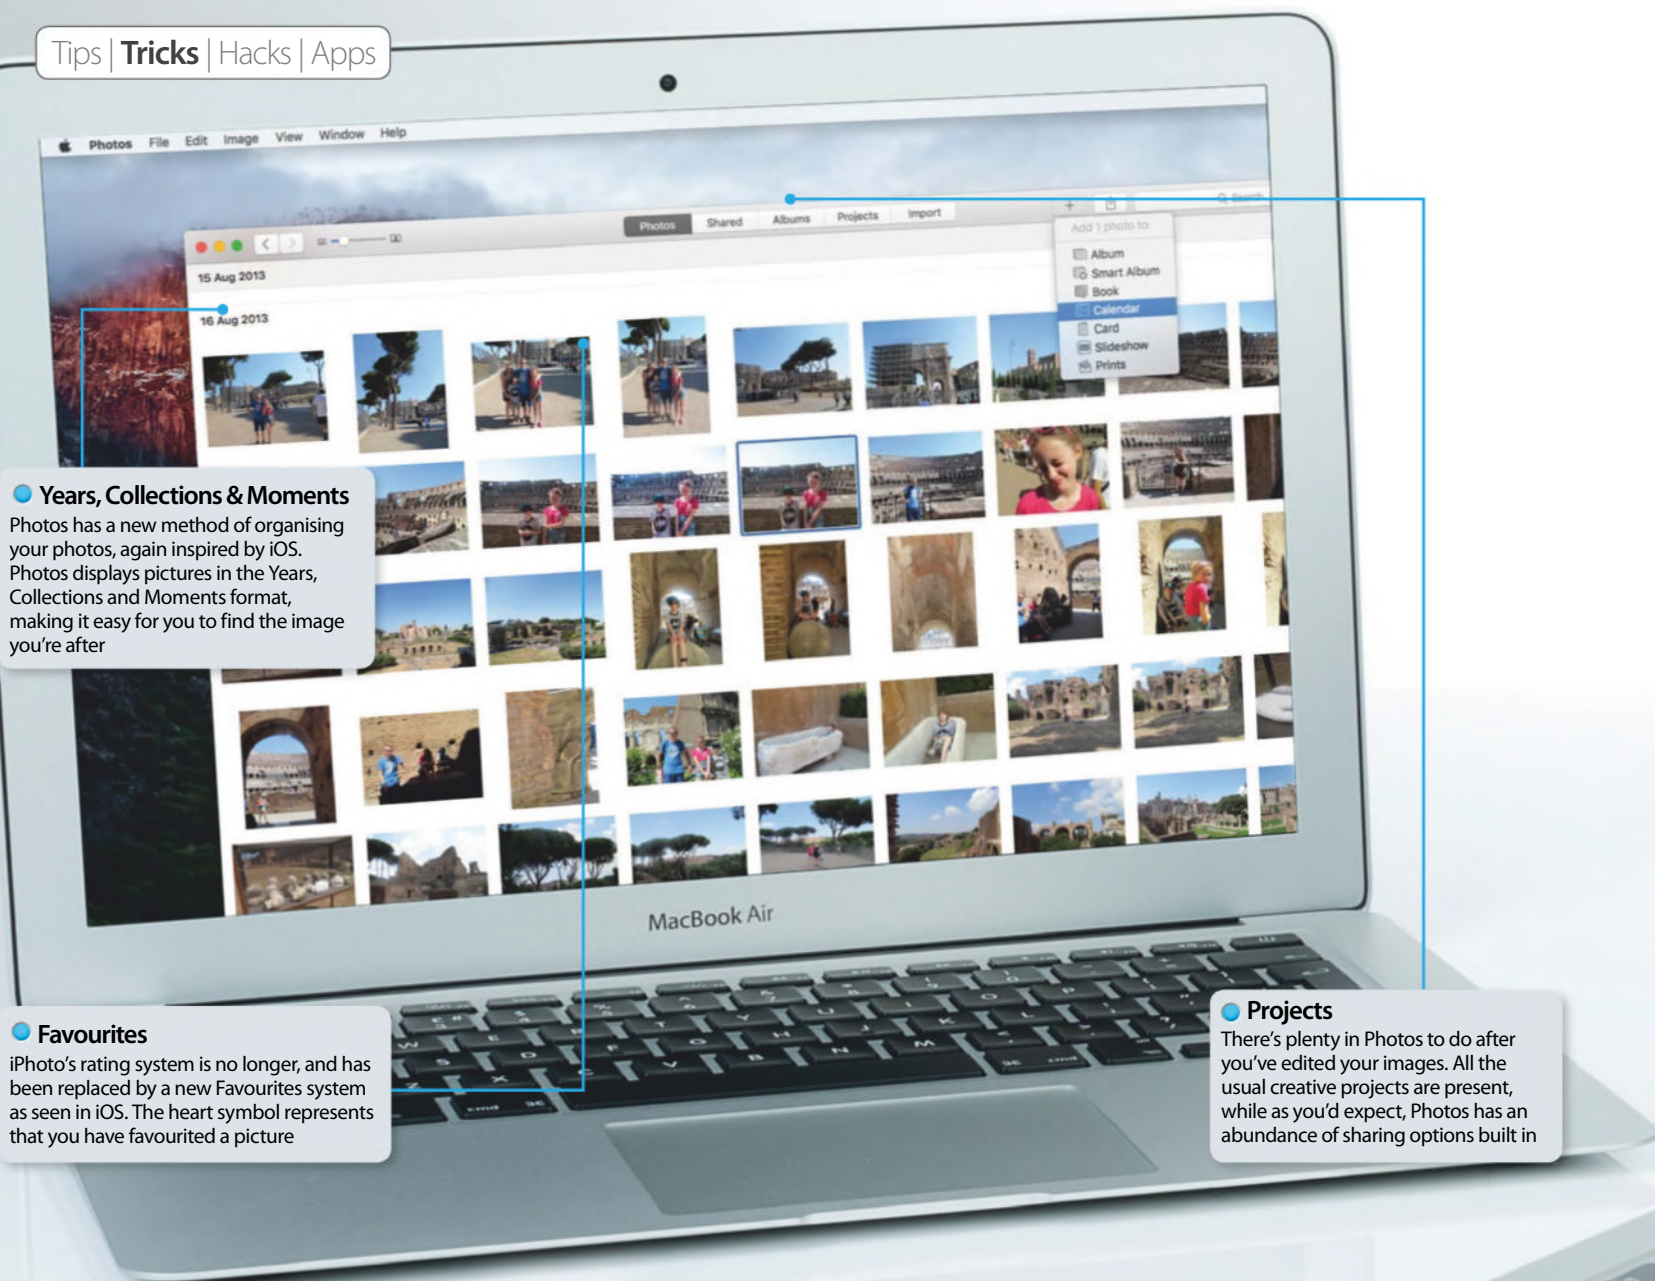 Tips | Tricks | Hacks | Apps
Photos File Edit Image View Window Help
Photos Shared Albums Projects Import
Search
Add 1 photo to
Album
Smart Album
Book
Calendar
Card
Slideshow
Prints
15 Aug 2013
16 Aug 2013
Years, Collections & Moments
Photos has a new method of organising
your photos, again inspired by iOS.
Photos displays pictures in the Years,
Collections and Moments format,
making it easy for you to find the image
you're after
MacBook Air
Favourites
iPhoto's rating system is no longer, and has
been replaced by a new Favourites system
as seen in iOS. The heart symbol represents
that you have favourited a picture
Projects
There's plenty in Photos to do after
you've edited your images. All the
usual creative projects are present,
while as you'd expect, Photos has an
abundance of sharing options built in
cmd
cmd